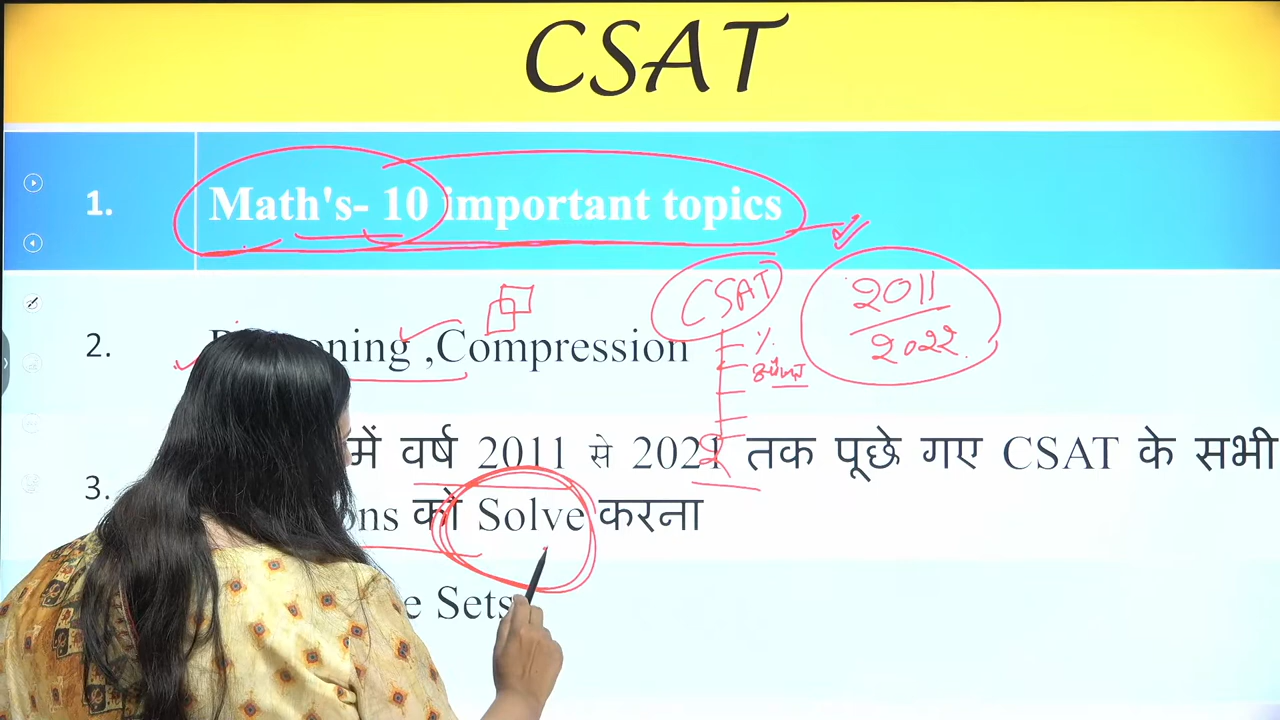 CSAT
1. Math's- 10 important topics
CSAT
2011
2022
2. ning ,Compression
%
3. में वर्ष 2011 से 2021 तक पूछे गए CSAT के सभी
ons को Solve करना
e Sets